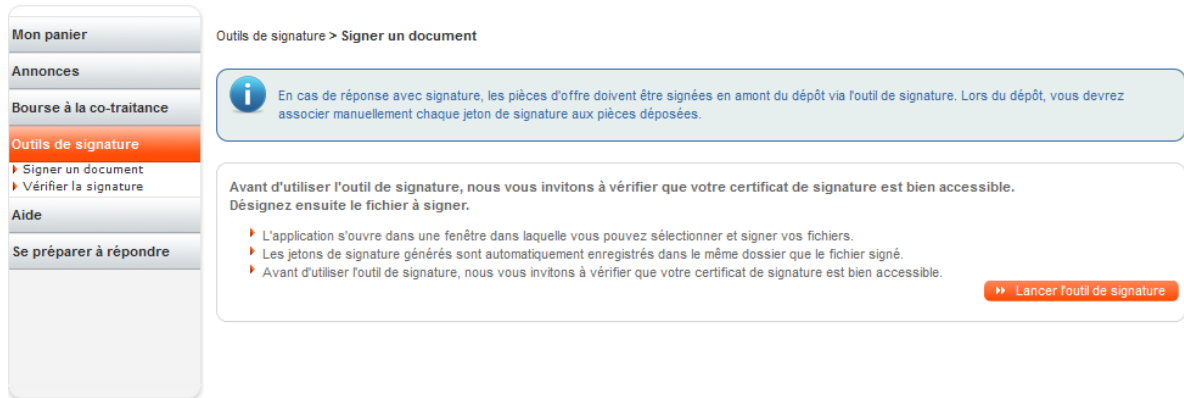 Mon panier
Annonces
Bourse à la co-traitance
Outils de signature
Signer un document
Vérifier la signature
Aide
Se préparer à répondre
Outils de signature > Signer un document
En cas de réponse avec signature, les pièces d'offre doivent être signées en amont du dépôt via l'outil de signature. Lors du dépôt, vous devrez
associer manuellement chaque jeton de signature aux pièces déposées.
Avant d'utiliser l'outil de signature, nous vous invitons à vérifier que votre certificat de signature est bien accessible.
Désignez ensuite le fichier à signer.
L'application s'ouvre dans une fenêtre dans laquelle vous pouvez sélectionner et signer vos fichiers.
Les jetons de signature générés sont automatiquement enregistrés dans le même dossier que le fichier signé.
Avant d'utiliser l'outil de signature, nous vous invitons à vérifier que votre certificat de signature est bien accessible.
Lancer l'outil de signature